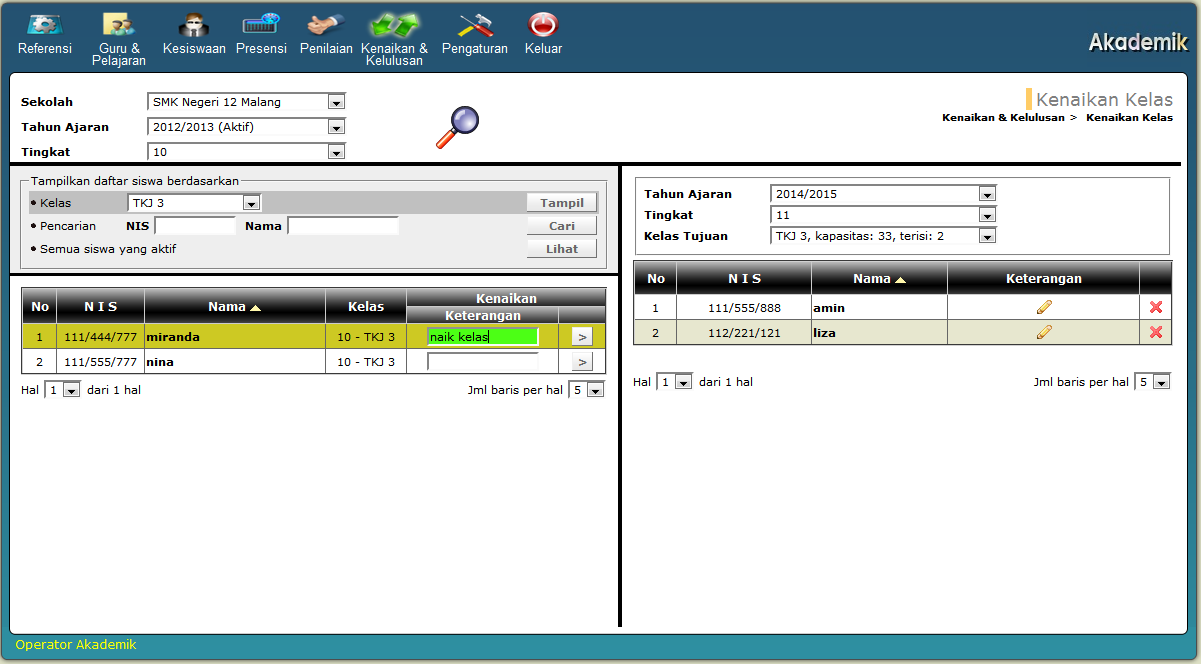 Referensi
Guru &
Pelajaran
Kesiswaan
Presensi
Penilaian
Kenaikan &
Kelulusan
Pengaturan
Keluar
Akademik
Sekolah SMK Negeri 12 Malang
Tahun Ajaran 2012/2013 (Aktif)
Tingkat 10
Kenaikan Kelas
Kenaikan & Kelulusan > Kenaikan Kelas
Tampilkan daftar siswa berdasarkan
• Kelas TKJ 3 Tampil
• Pencarian NIS Nama Cari
• Semua siswa yang aktif Lihat
No N I S Nama Kelas Kenaikan
Keterangan
1 111/444/777 miranda 10 - TKJ 3 naik kelas >
2 111/555/777 nina 10 - TKJ 3 >
Hal 1 dari 1 hal Jml baris per hal 5
Tahun Ajaran 2014/2015
Tingkat 11
Kelas Tujuan TKJ 3, kapasitas: 33, terisi: 2
No N I S Nama Keterangan
1 111/555/888 amin
2 112/221/121 liza
Hal 1 dari 1 hal Jml baris per hal 5
Operator Akademik